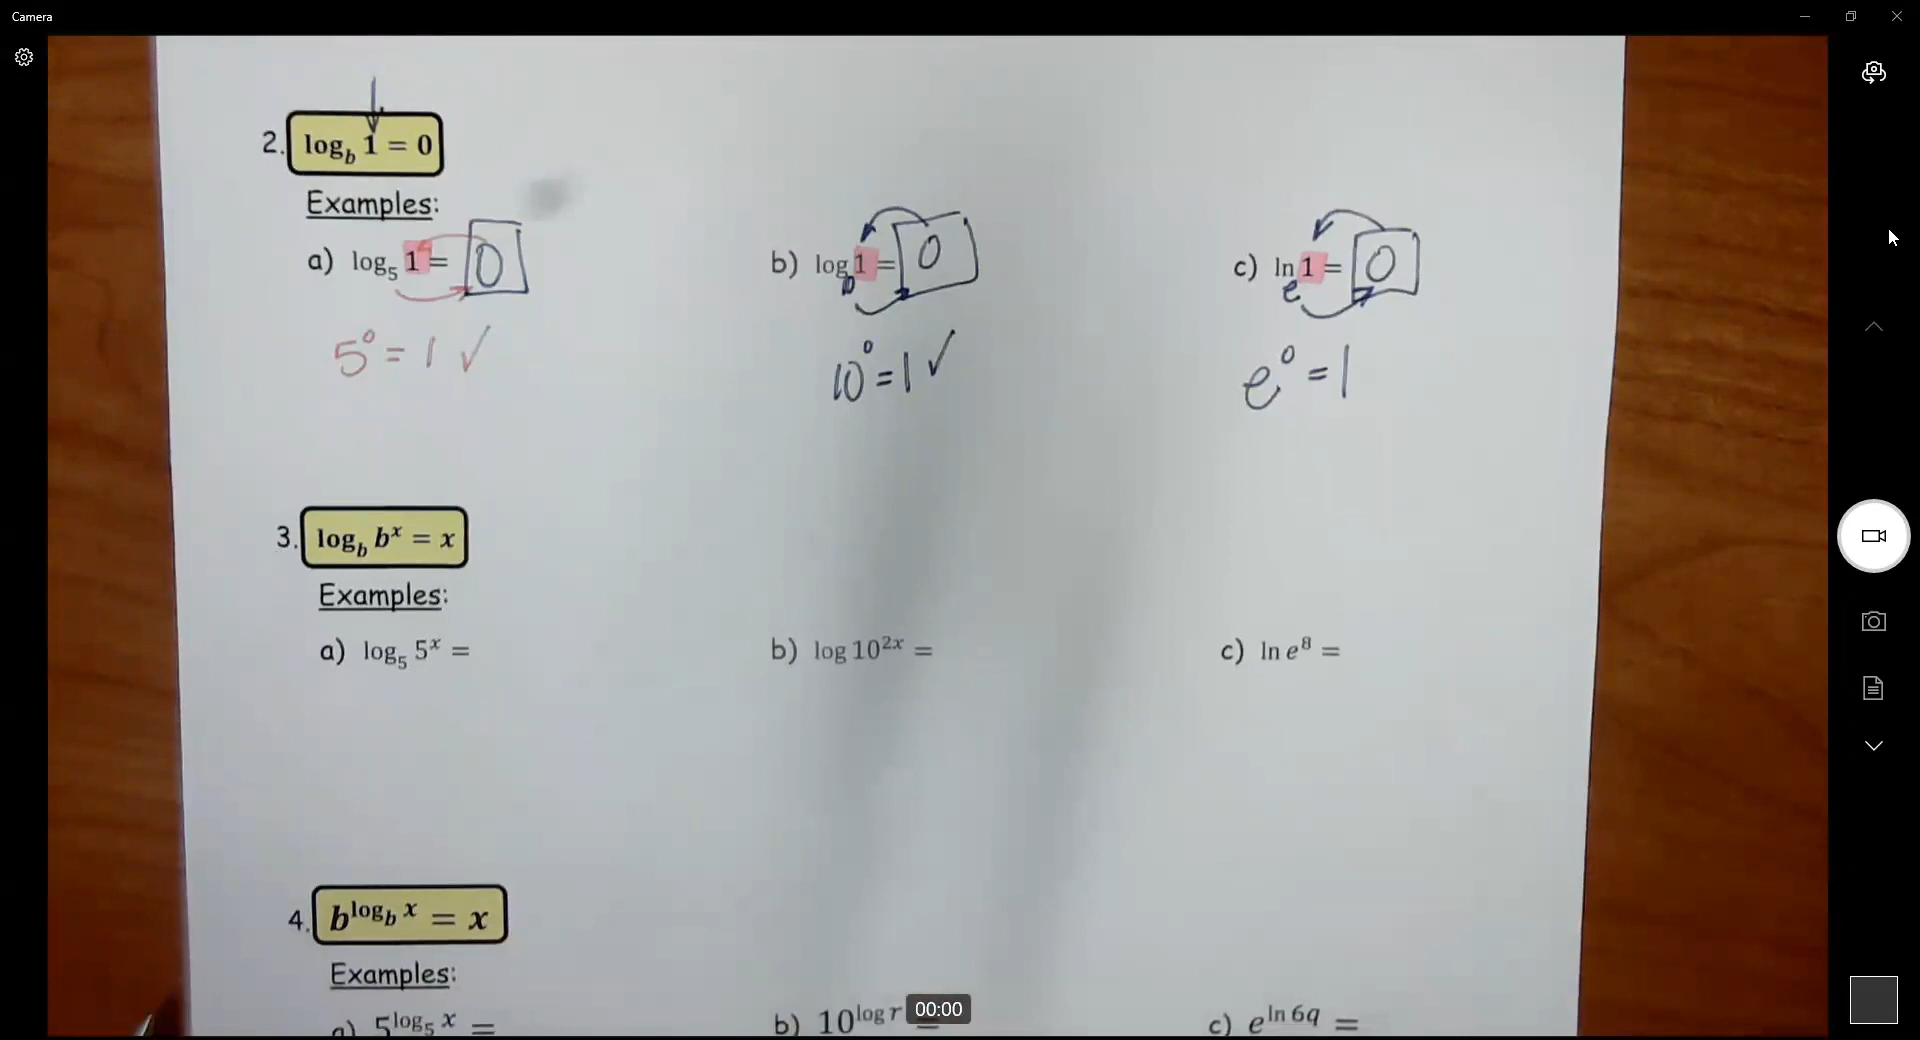 Camera
2. log_b 1 = 0
Examples:
a) log_5 1 = 0
b) log_10 1 = 0
c) ln_e 1 = 0
5^0 = 1 ✓
10^0 = 1 ✓
e^0 = 1
3. log_b b^x = x
Examples:
a) log_5 5^x =
b) log 10^{2x} =
c) ln e^8 =
4. b^{log_b x} = x
Examples:
a) 5^{log_5 x} =
b) 10^{log r} =
c) e^{ln 6q} =
00:00